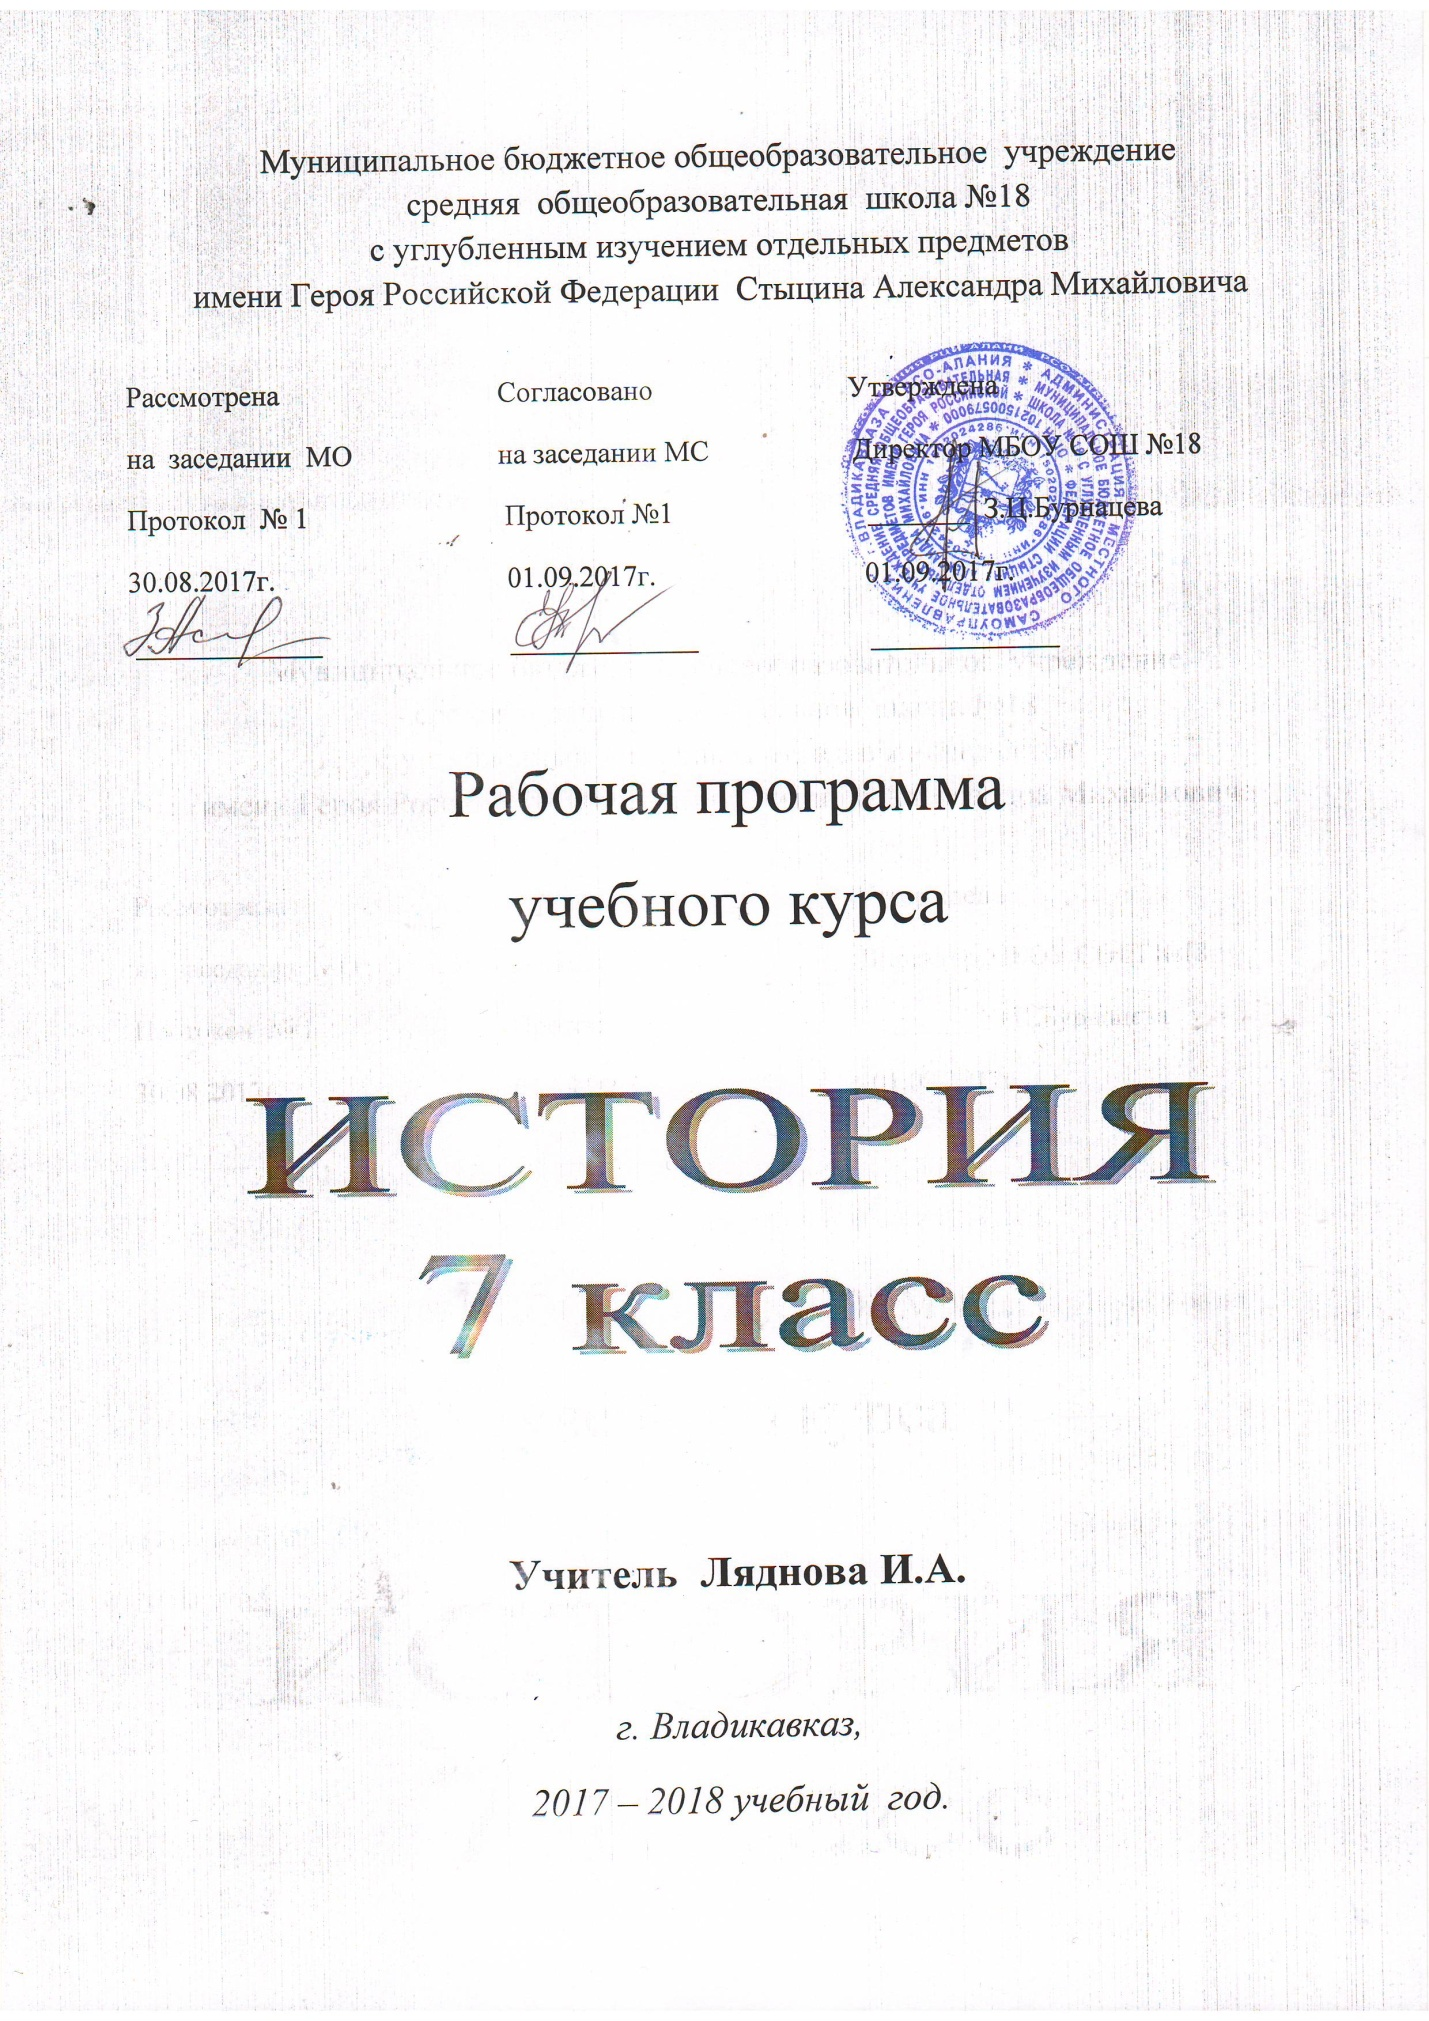 Муниципальное бюджетное общеобразовательное учреждение
средняя общеобразовательная школа №18
с углубленным изучением отдельных предметов
имени Героя Российской Федерации Стыцина Александра Михайловича
Рассмотрена
на заседании МО
Протокол № 1
30.08.2017г.
Согласовано
на заседании МС
Протокол №1
01.09.2017г.
Утверждена
Директор МБОУ СОШ №18
З.Ц.Бурнацева
01.09.2017г.
Рабочая программа
учебного курса
ИСТОРИЯ
7 класс
Учитель Ляднова И.А.
г. Владикавказ,
2017 – 2018 учебный год.